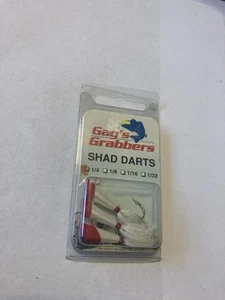 Gag's
Grabbers
SHAD DARTS
1/4 1/8 1/16 1/32